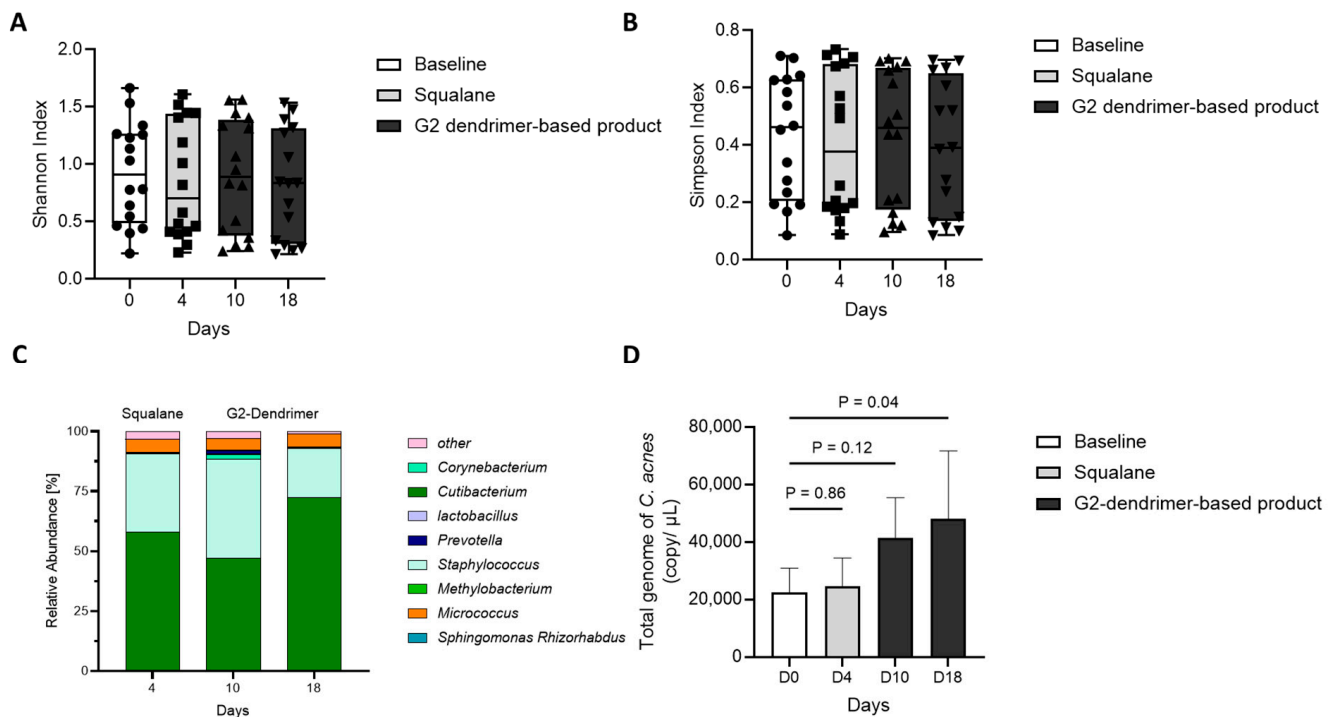 A
2.0
1.5
1.0
0.5
0.0
Shannon Index
0
4
10
18
Days
Baseline
Squalane
G2 dendrimer-based product
B
0.8
0.6
0.4
0.2
0.0
Simpson Index
0
4
10
18
Days
Baseline
Squalane
G2 dendrimer-based product
C
Squalane
G2-Dendrimer
100
75
50
25
0
Relative Abundance [%]
4
10
18
Days
other
Corynebacterium
Cutibacterium
lactobacillus
Prevotella
Staphylococcus
Methylobacterium
Micrococcus
Sphingomonas Rhizorhabdus
D
P = 0.04
P = 0.12
P = 0.86
80,000
60,000
40,000
20,000
0
Total genome of C. acnes
(copy/ µL)
D0
D4
D10
D18
Days
Baseline
Squalane
G2-dendrimer-based product